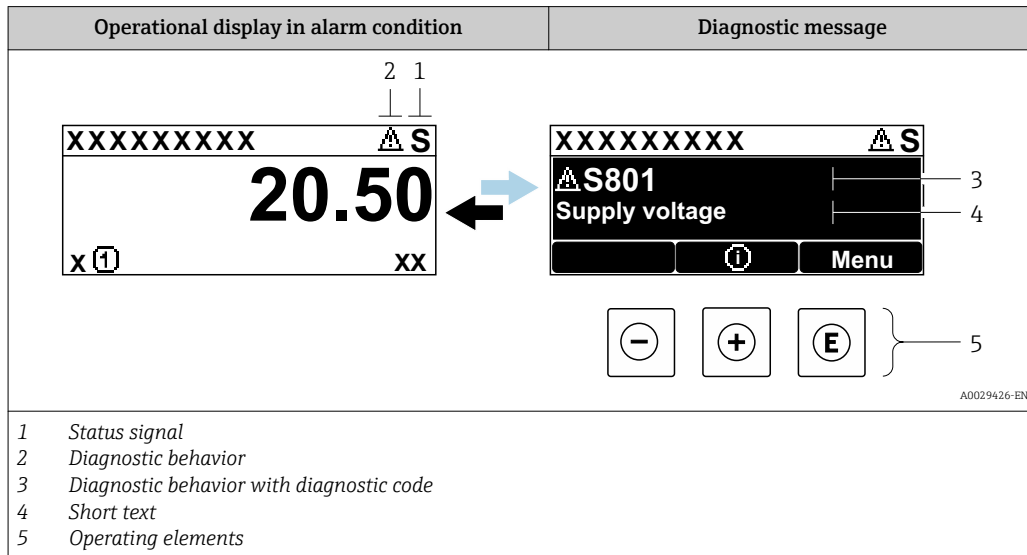 Operational display in alarm condition
Diagnostic message
2 1
XXXXXXXXX S
20.50
x 1 xx
XXXXXXXXX S
S801
Supply voltage
i Menu
3
4
- + E
5
A0029426-EN
1 Status signal
2 Diagnostic behavior
3 Diagnostic behavior with diagnostic code
4 Short text
5 Operating elements